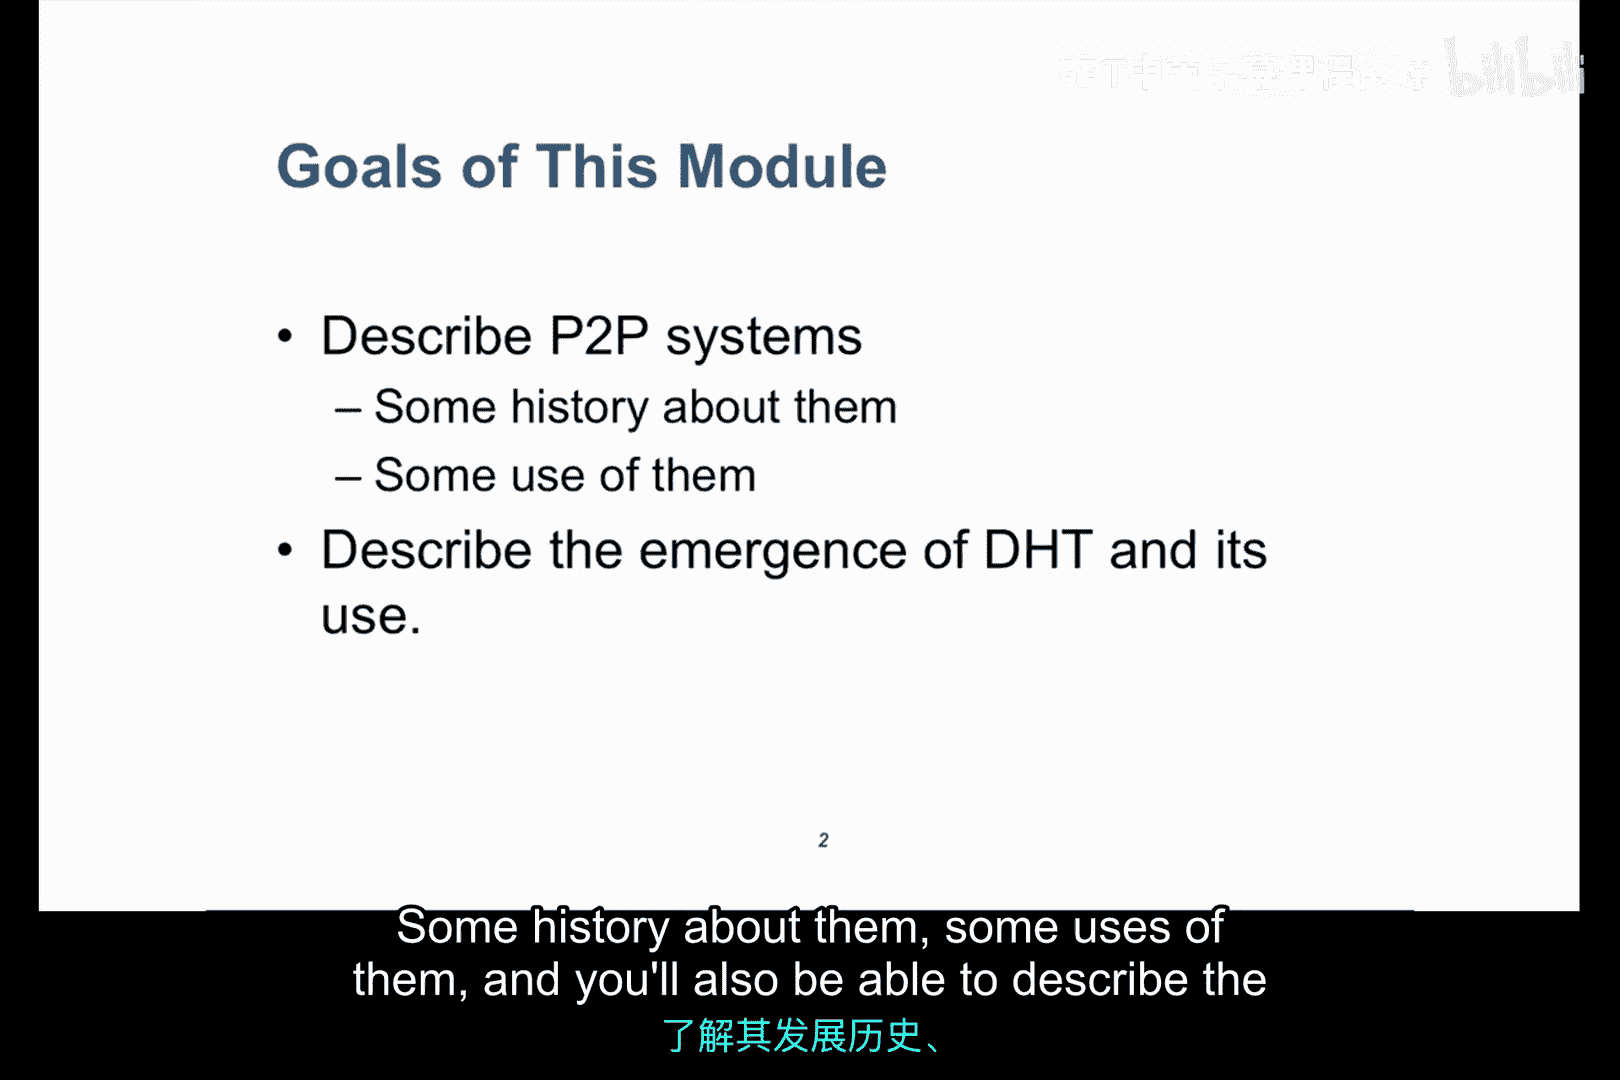 bilibili
Goals of This Module
• Describe P2P systems
– Some history about them
– Some use of them
• Describe the emergence of DHT and its
use.
2
Some history about them, some uses of
them, and you'll also be able to describe the
了解其发展历史、